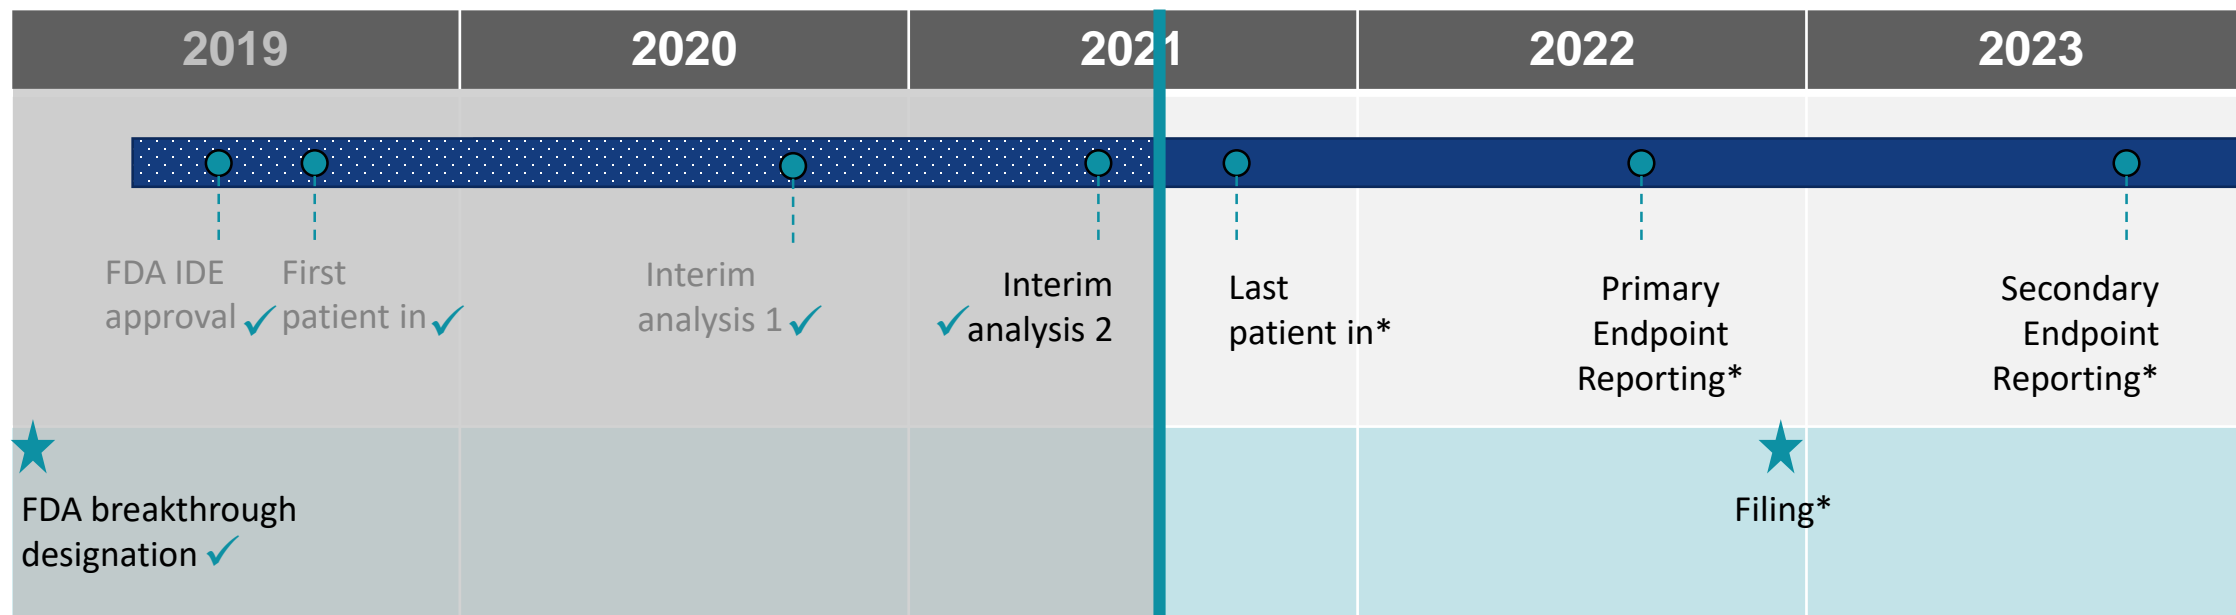 2019
2020
2021
2022
2023
FDA IDE
approval ✓
First
patient in ✓
Interim
analysis 1 ✓
Interim
✓ analysis 2
Last
patient in*
Primary
Endpoint
Reporting*
Secondary
Endpoint
Reporting*
FDA breakthrough
designation ✓
Filing*